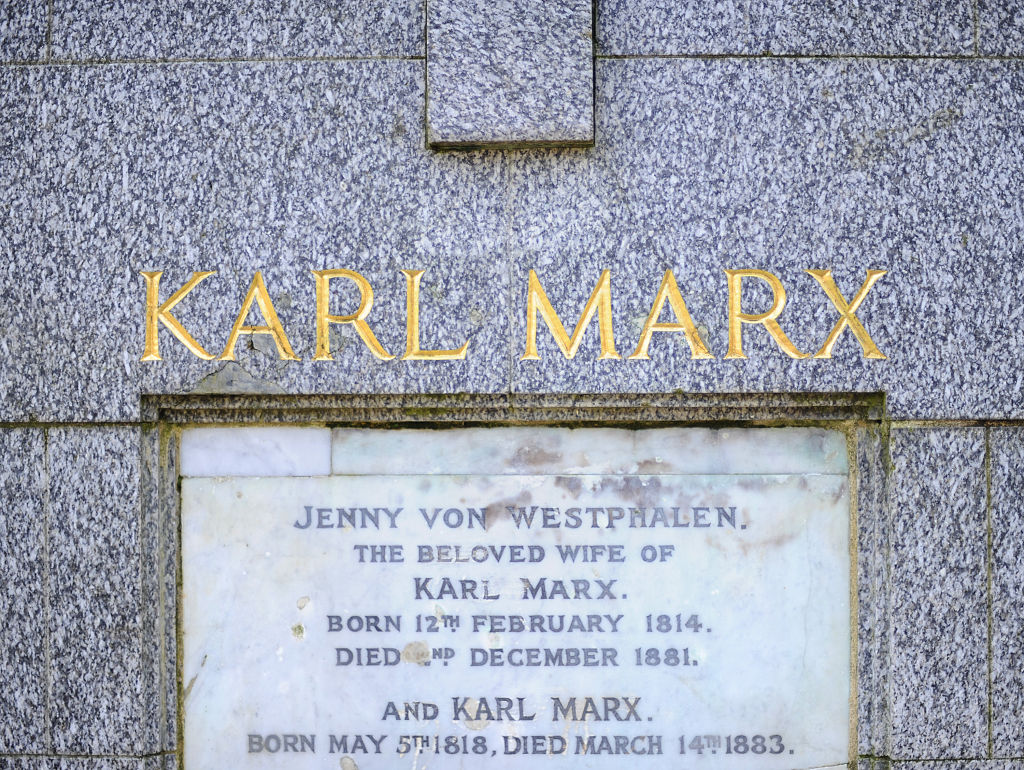 KARL MARX
JENNY VON WESTPHALEN.
THE BELOVED WIFE OF
KARL MARX.
BORN 12TH FEBRUARY 1814.
DIED 2ND DECEMBER 1881.
AND KARL MARX.
BORN MAY 5TH 1818, DIED MARCH 14TH 1883.